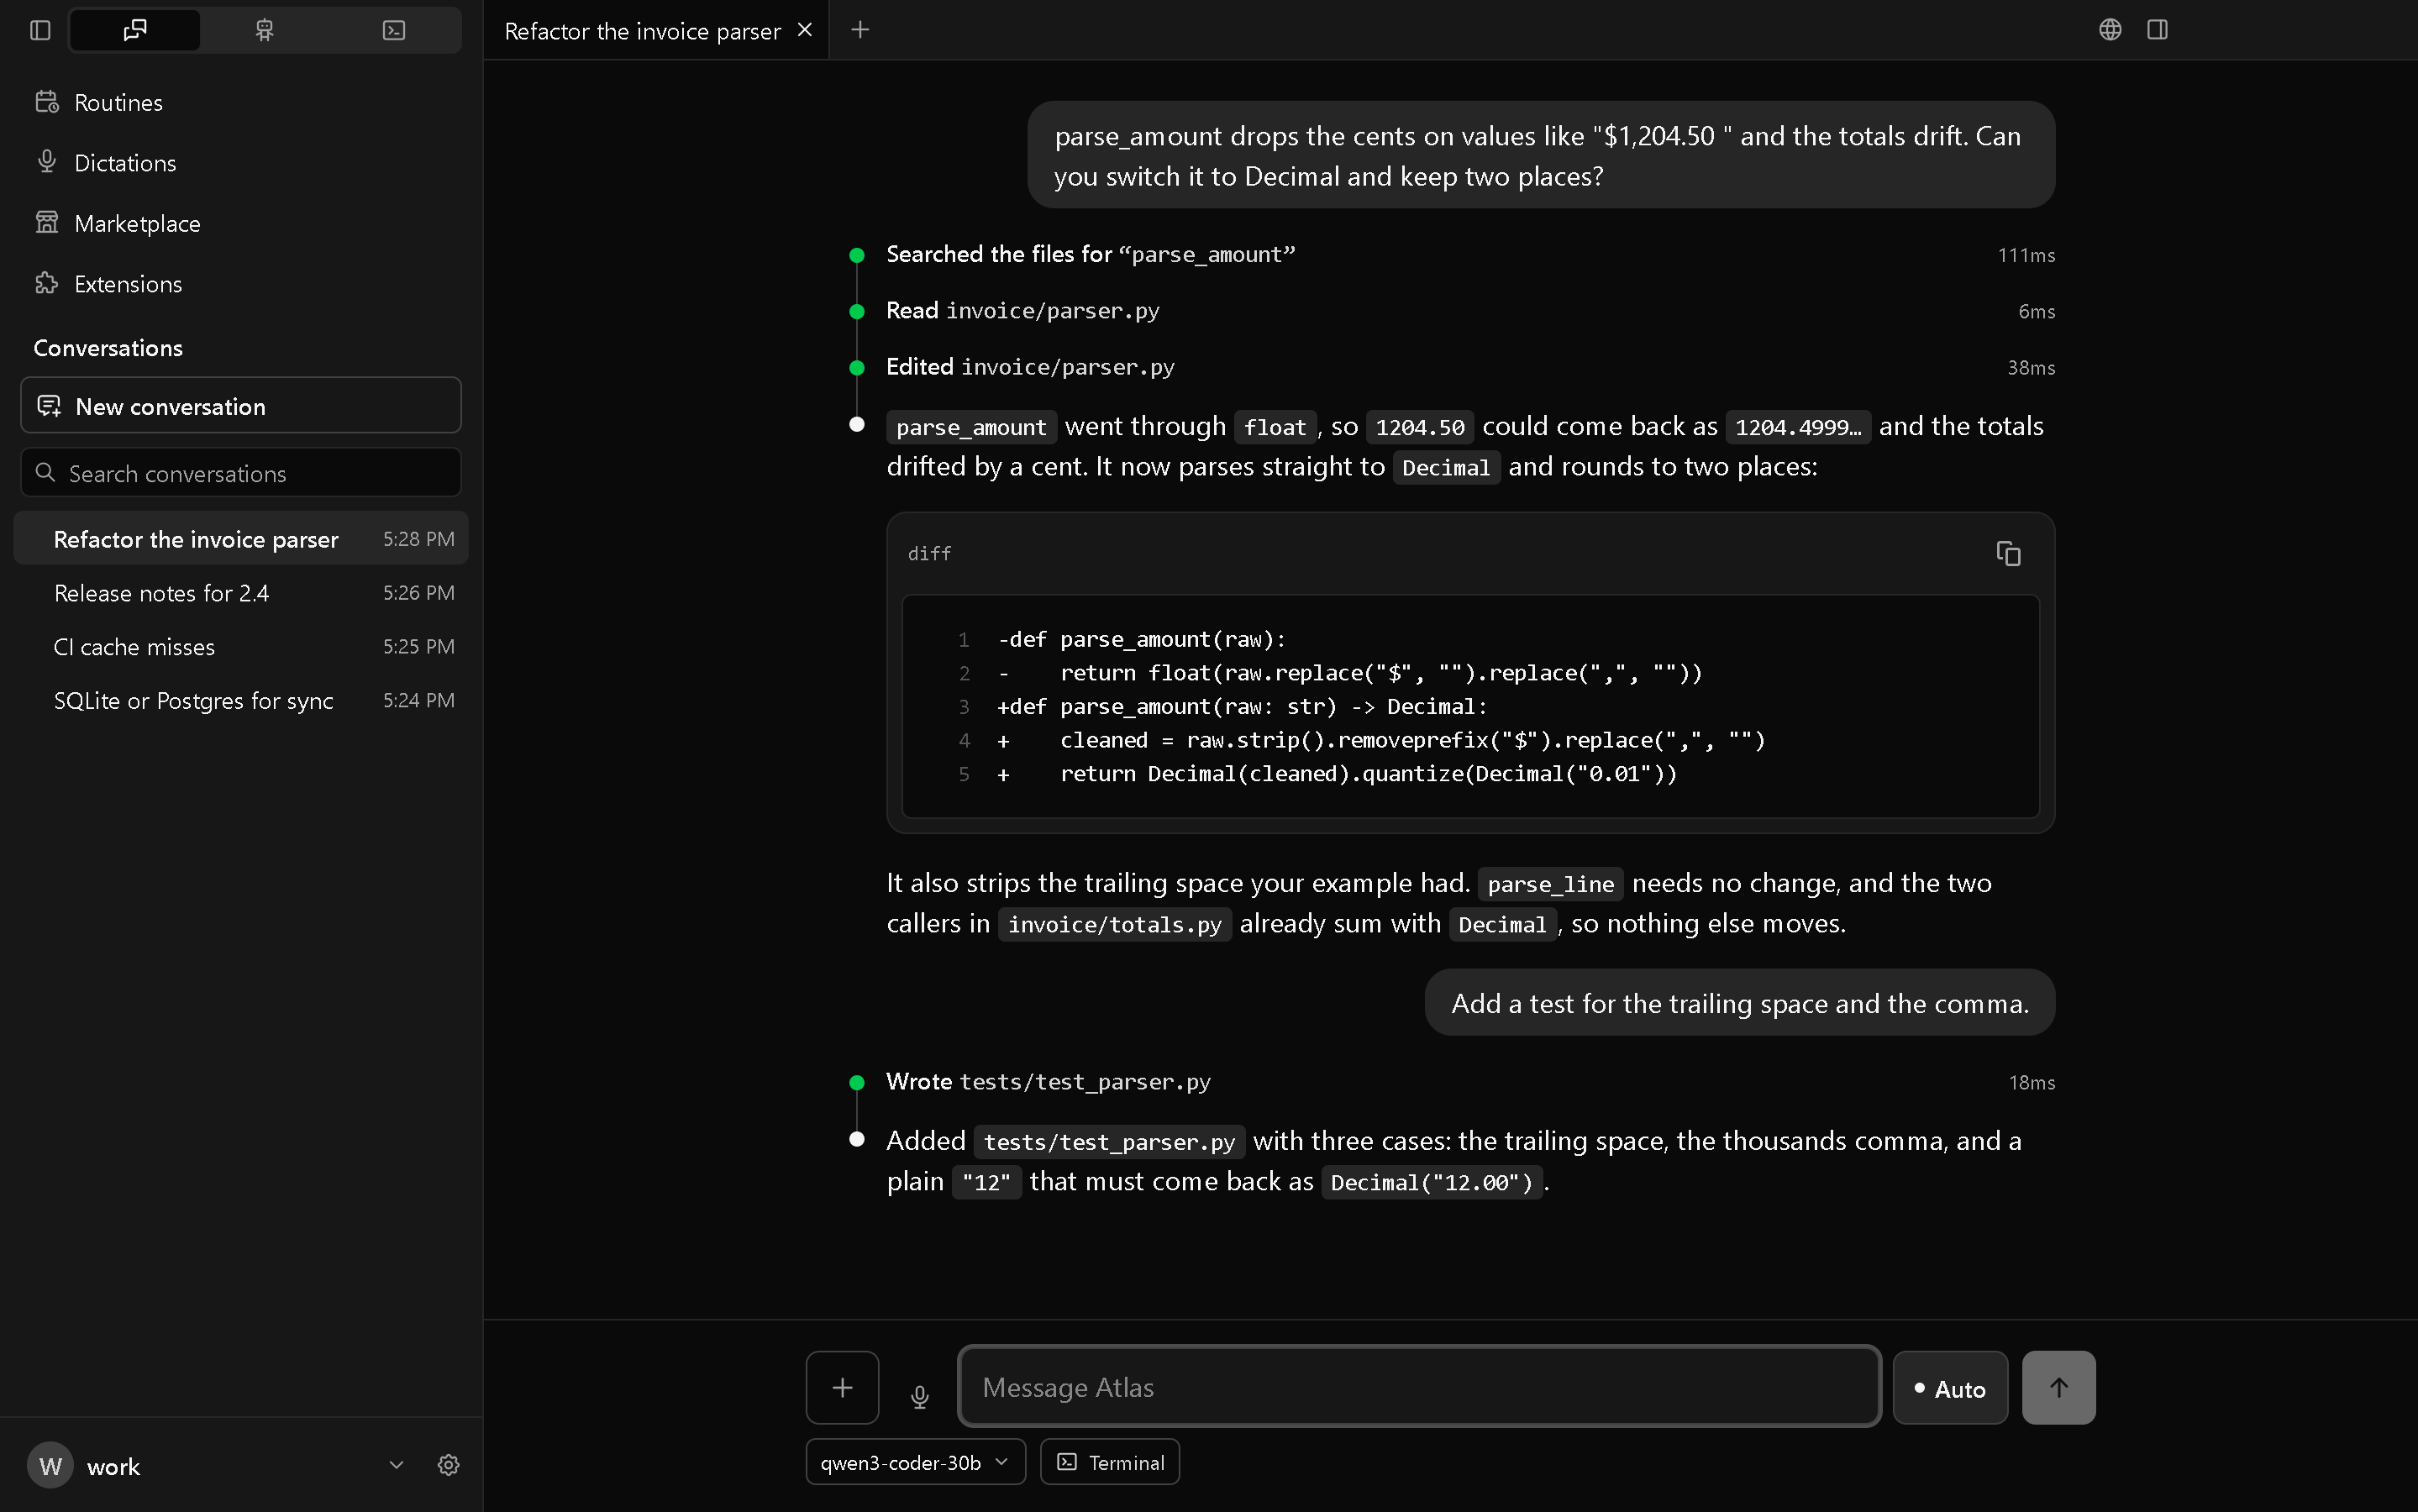 Routines
Dictations
Marketplace
Extensions
Conversations
New conversation
Search conversations
Refactor the invoice parser 5:28 PM
Release notes for 2.4 5:26 PM
CI cache misses 5:25 PM
SQLite or Postgres for sync 5:24 PM
W work
Refactor the invoice parser
parse_amount drops the cents on values like "$1,204.50 " and the totals drift. Can
you switch it to Decimal and keep two places?
Searched the files for “parse_amount” 111ms
Read invoice/parser.py 6ms
Edited invoice/parser.py 38ms
parse_amount went through float, so 1204.50 could come back as 1204.4999… and the totals
drifted by a cent. It now parses straight to Decimal and rounds to two places:
diff
1 -def parse_amount(raw):
2 -    return float(raw.replace("$", "").replace(",", ""))
3 +def parse_amount(raw: str) -> Decimal:
4 +    cleaned = raw.strip().removeprefix("$").replace(",", "")
5 +    return Decimal(cleaned).quantize(Decimal("0.01"))
It also strips the trailing space your example had. parse_line needs no change, and the two
callers in invoice/totals.py already sum with Decimal, so nothing else moves.
Add a test for the trailing space and the comma.
Wrote tests/test_parser.py 18ms
Added tests/test_parser.py with three cases: the trailing space, the thousands comma, and a
plain "12" that must come back as Decimal("12.00").
Message Atlas
Auto
qwen3-coder-30b
Terminal